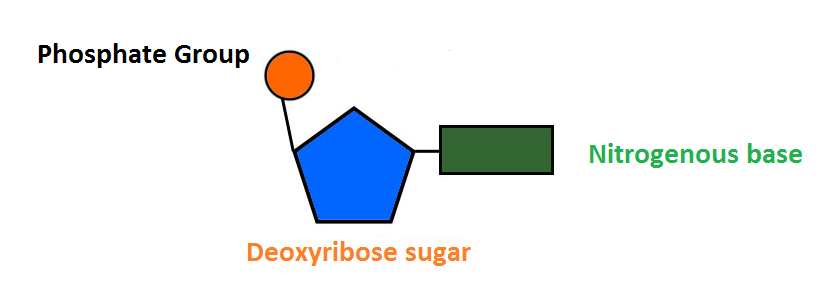 Phosphate Group
Nitrogenous base
Deoxyribose sugar